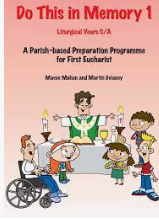 Do This in Memory 1
Liturgical Years C/A
A Parish-based Preparation Programme
for First Eucharist
Maeve Mahon and Martin Delaney